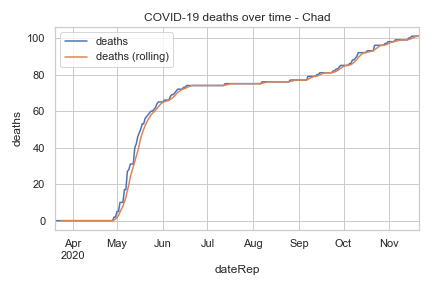 COVID-19 deaths over time - Chad
deaths
deaths (rolling)
100
80
60
40
20
0
deaths
Apr
2020
May
Jun
Jul
Aug
Sep
Oct
Nov
dateRep